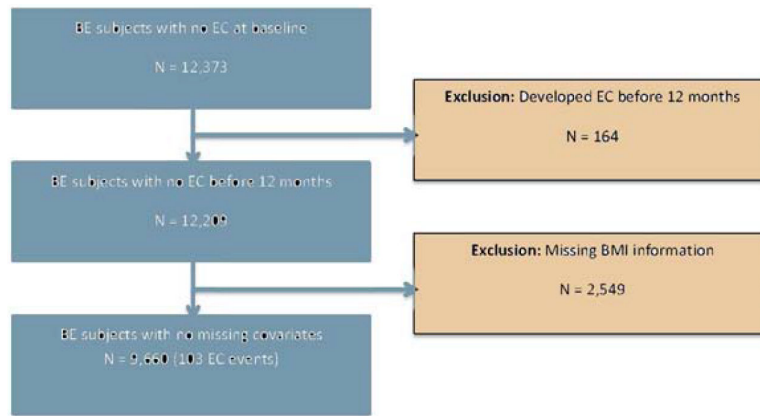 BE subjects with no EC at baseline
N = 12,373
Exclusion: Developed EC before 12 months
N = 164
BE subjects with no EC before 12 months
N = 12,209
Exclusion: Missing BMI information
N = 2,549
BE subjects with no missing covariates
N = 9,660 (103 EC events)